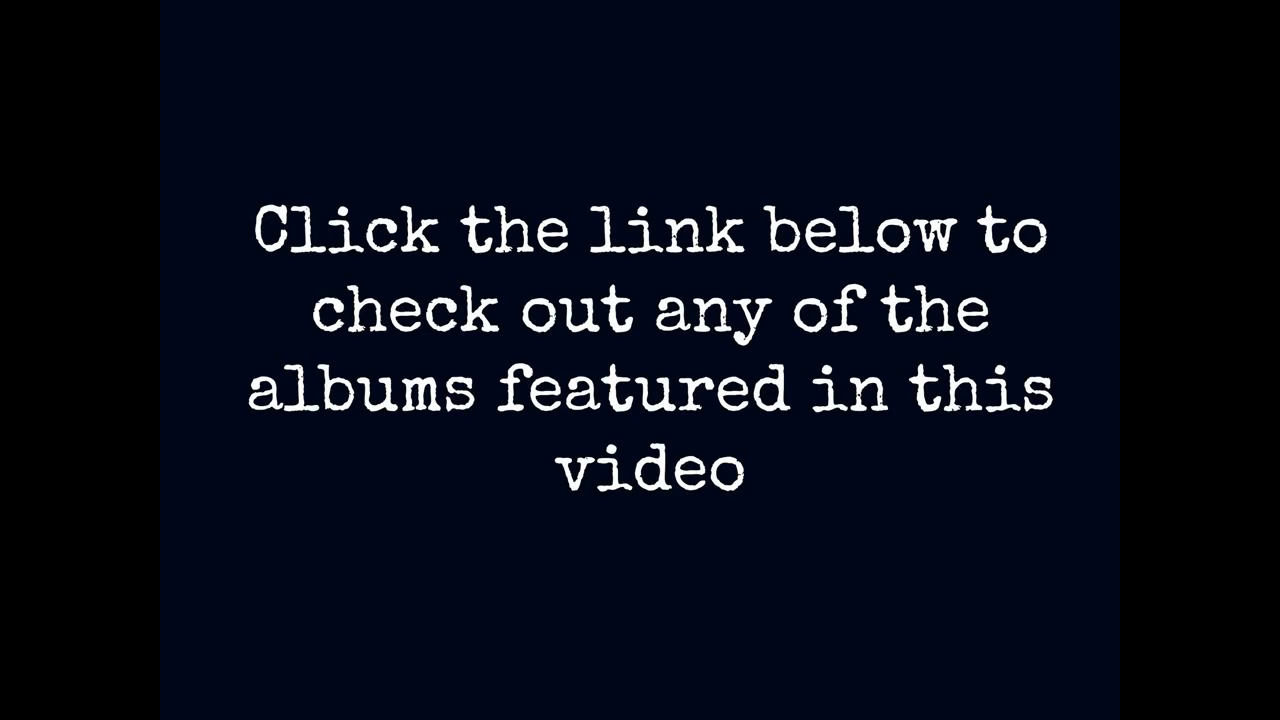 Click the link below to
check out any of the
albums featured in this
video